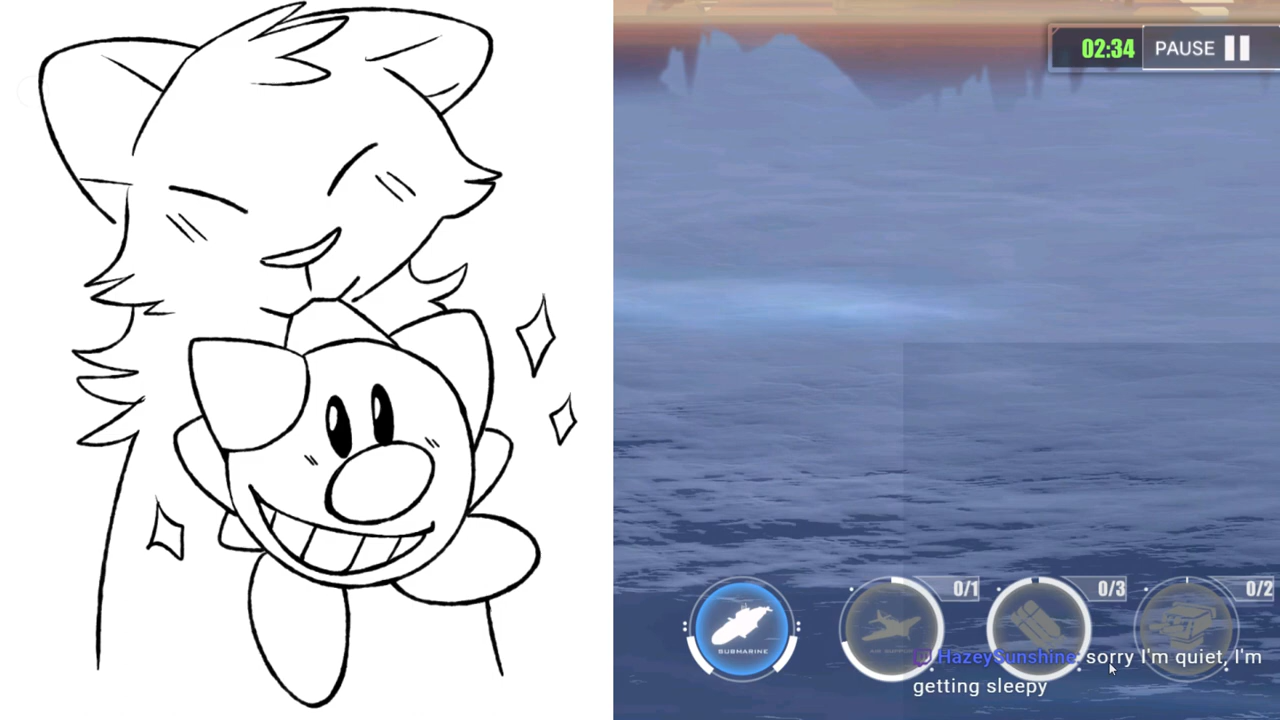 02:34 PAUSE
0/1 0/3 0/2
SUBMARINE
HazeySunshine: sorry I'm quiet, I'm
getting sleepy